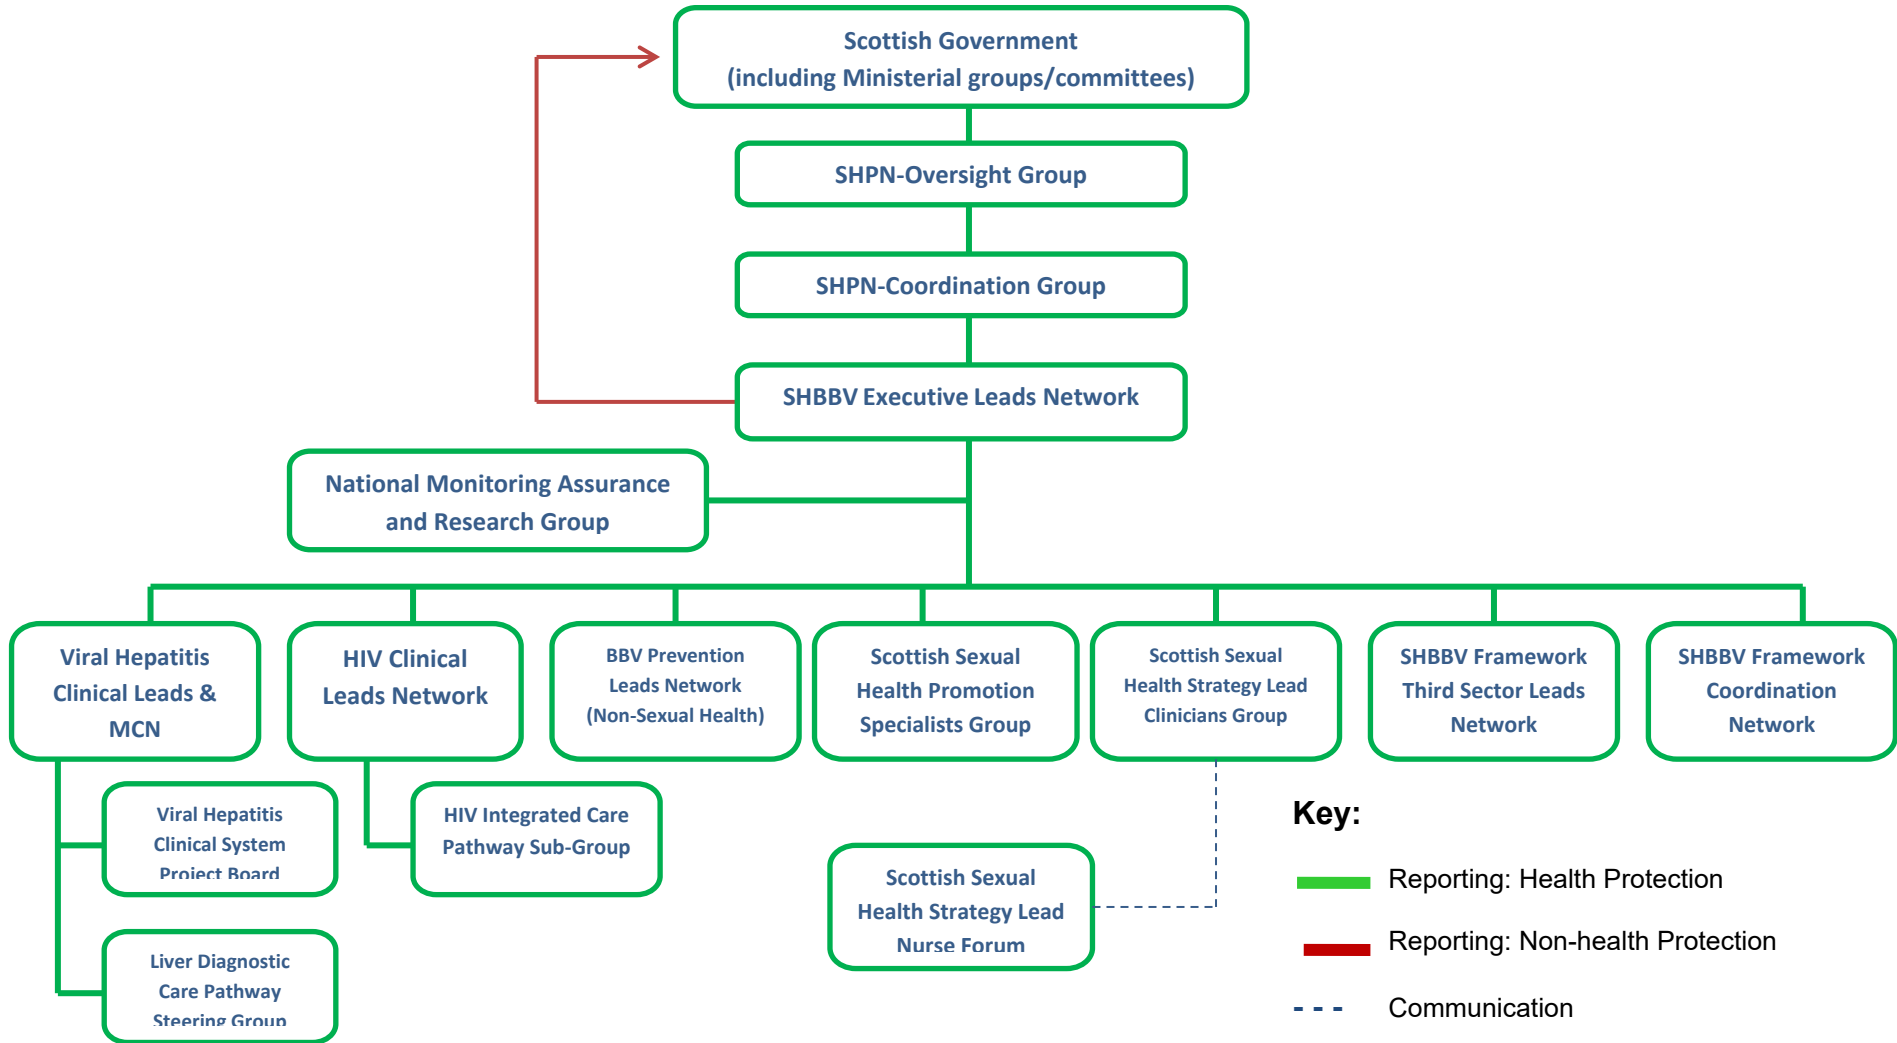 Scottish Government
(including Ministerial groups/committees)
SHPN-Oversight Group
SHPN-Coordination Group
SHBBV Executive Leads Network
National Monitoring Assurance
and Research Group
Viral Hepatitis
Clinical Leads &
MCN
HIV Clinical
Leads Network
BBV Prevention
Leads Network
(Non-Sexual Health)
Scottish Sexual
Health Promotion
Specialists Group
Scottish Sexual
Health Strategy Lead
Clinicians Group
SHBBV Framework
Third Sector Leads
Network
SHBBV Framework
Coordination
Network
Viral Hepatitis
Clinical System
Project Board
HIV Integrated Care
Pathway Sub-Group
Liver Diagnostic
Care Pathway
Steering Group
Scottish Sexual
Health Strategy Lead
Nurse Forum
Key:
Reporting: Health Protection
Reporting: Non-health Protection
Communication